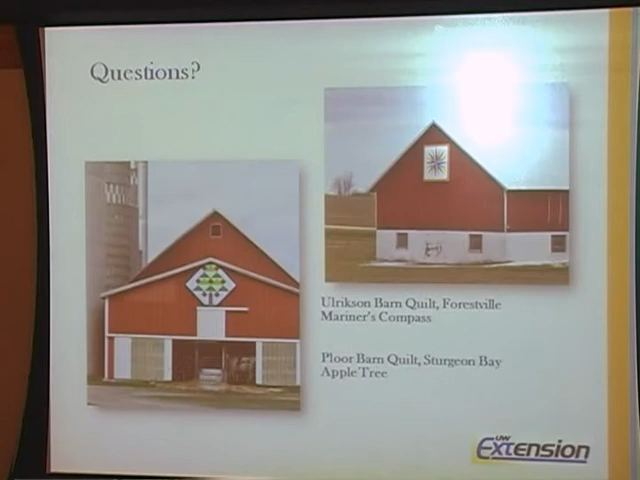 Questions?
Ulrikson Barn Quilt, Forestville
Mariner's Compass
Ploor Barn Quilt, Sturgeon Bay
Apple Tree
UW
Extension